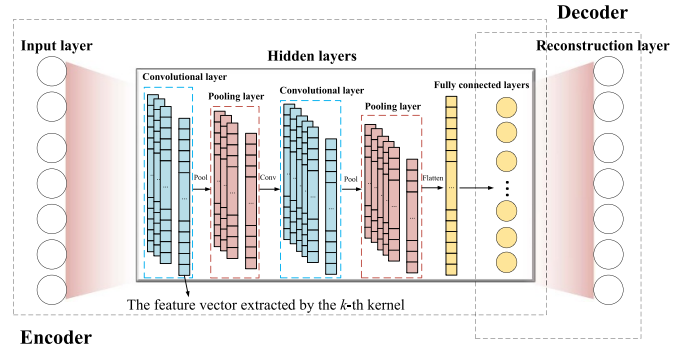 Decoder
Input layer
Hidden layers
Reconstruction layer
Convolutional layer
Pooling layer
Convolutional layer
Pooling layer
Fully connected layers
Pool
Conv
Pool
Flatten
The feature vector extracted by the k-th kernel
Encoder